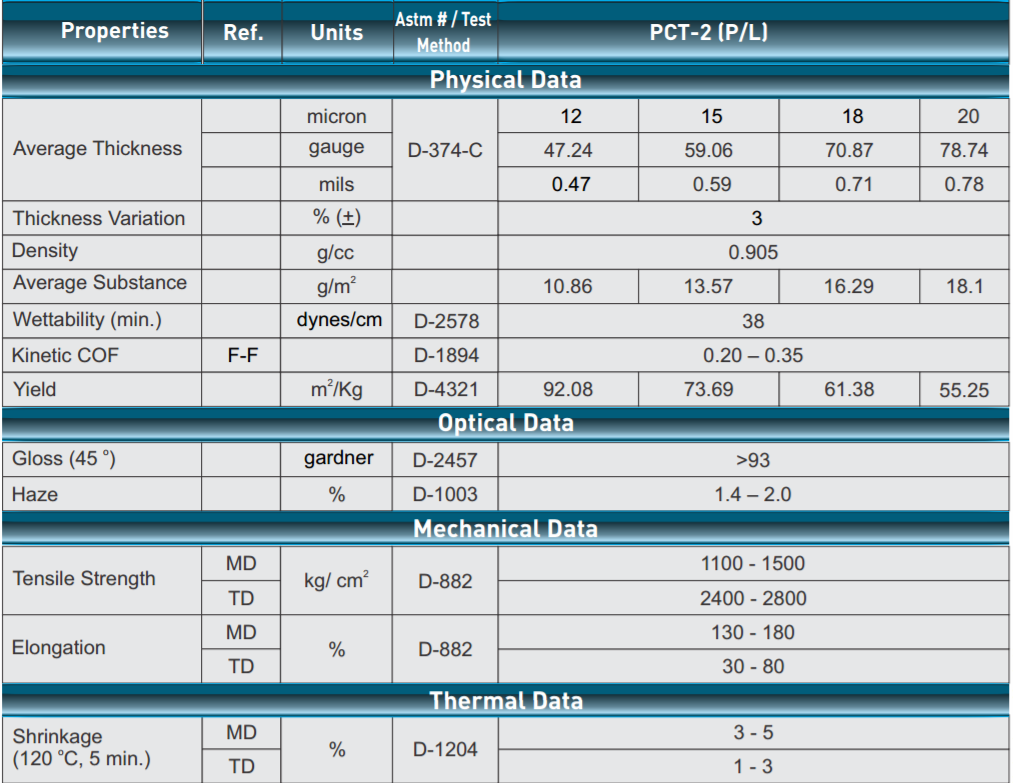 Properties Ref. Units Astm # / Test Method PCT-2 (P/L)
Physical Data
Average Thickness micron D-374-C 12 15 18 20
gauge 47.24 59.06 70.87 78.74
mils 0.47 0.59 0.71 0.78
Thickness Variation % (±) 3
Density g/cc 0.905
Average Substance g/m² 10.86 13.57 16.29 18.1
Wettability (min.) dynes/cm D-2578 38
Kinetic COF F-F D-1894 0.20 – 0.35
Yield m²/Kg D-4321 92.08 73.69 61.38 55.25
Optical Data
Gloss (45 °) gardner D-2457 >93
Haze % D-1003 1.4 – 2.0
Mechanical Data
Tensile Strength MD kg/ cm² D-882 1100 - 1500
TD 2400 - 2800
Elongation MD % D-882 130 - 180
TD 30 - 80
Thermal Data
Shrinkage (120 °C, 5 min.) MD % D-1204 3 - 5
TD 1 - 3